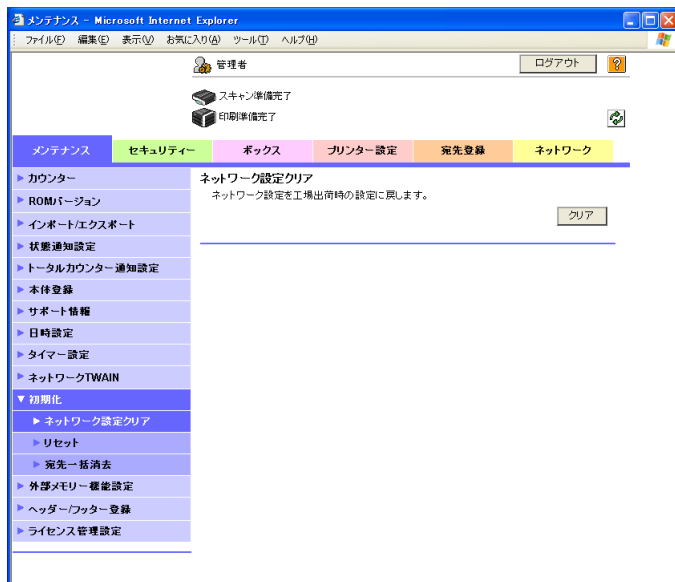 メンテナンス - Microsoft Internet Explorer
ファイル(F) 編集(E) 表示(V) お気に入り(A) ツール(T) ヘルプ(H)
管理者
ログアウト
?
スキャン準備完了
印刷準備完了
メンテナンス セキュリティー ボックス プリンター設定 宛先登録 ネットワーク
カウンター
ROMバージョン
インポート/エクスポート
状態通知設定
トータルカウンター通知設定
本体登録
サポート情報
日時設定
タイマー設定
ネットワークTWAIN
初期化
ネットワーク設定クリア
リセット
宛先一括消去
外部メモリー機能設定
ヘッダー/フッター登録
ライセンス管理設定
ネットワーク設定クリア
ネットワーク設定を工場出荷時の設定に戻します。
クリア